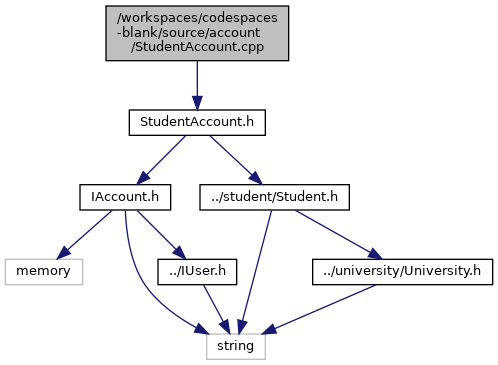 /workspaces/codespaces
-blank/source/account
/StudentAccount.cpp
StudentAccount.h
IAccount.h
../student/Student.h
memory
../IUser.h
../university/University.h
string